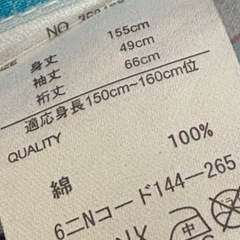 NO.
身丈 155cm
袖丈 49cm
裄丈 66cm
適応身長150cm~160cm位
QUALITY
綿 100%
6ニNコード144-265
中